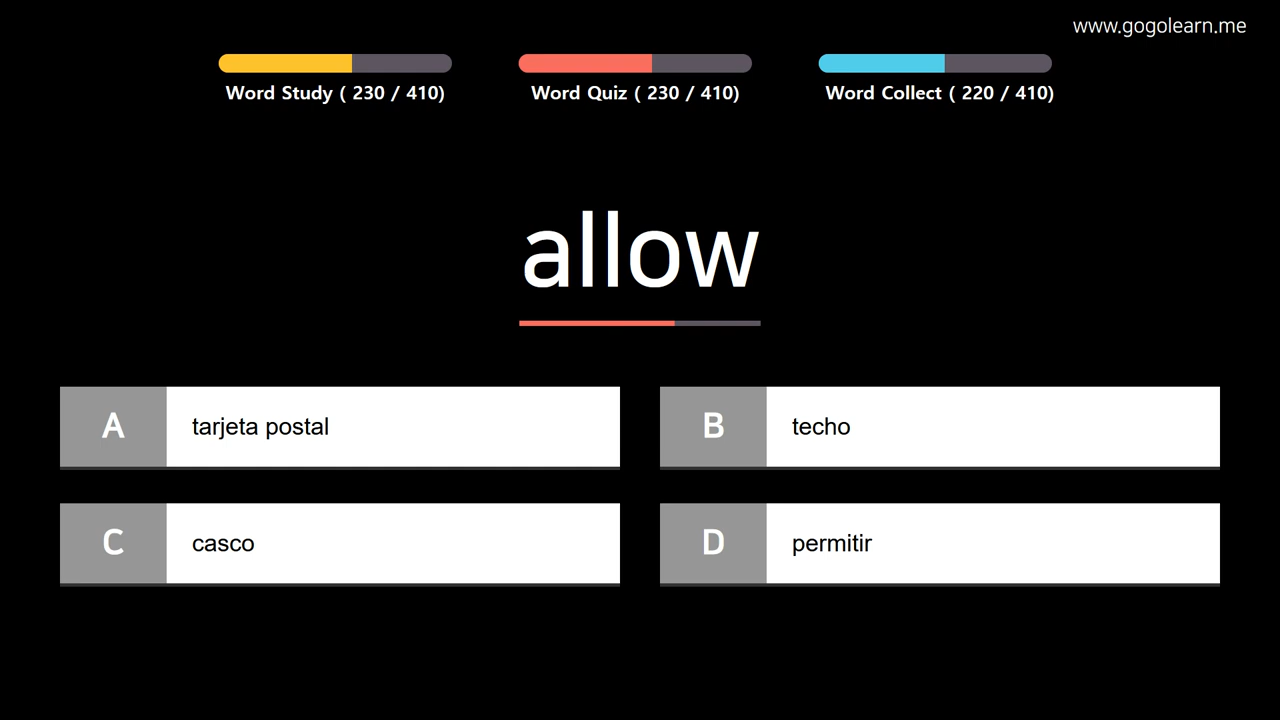 www.gogolearn.me
Word Study ( 230 / 410)
Word Quiz ( 230 / 410)
Word Collect ( 220 / 410)
allow
A
tarjeta postal
B
techo
C
casco
D
permitir